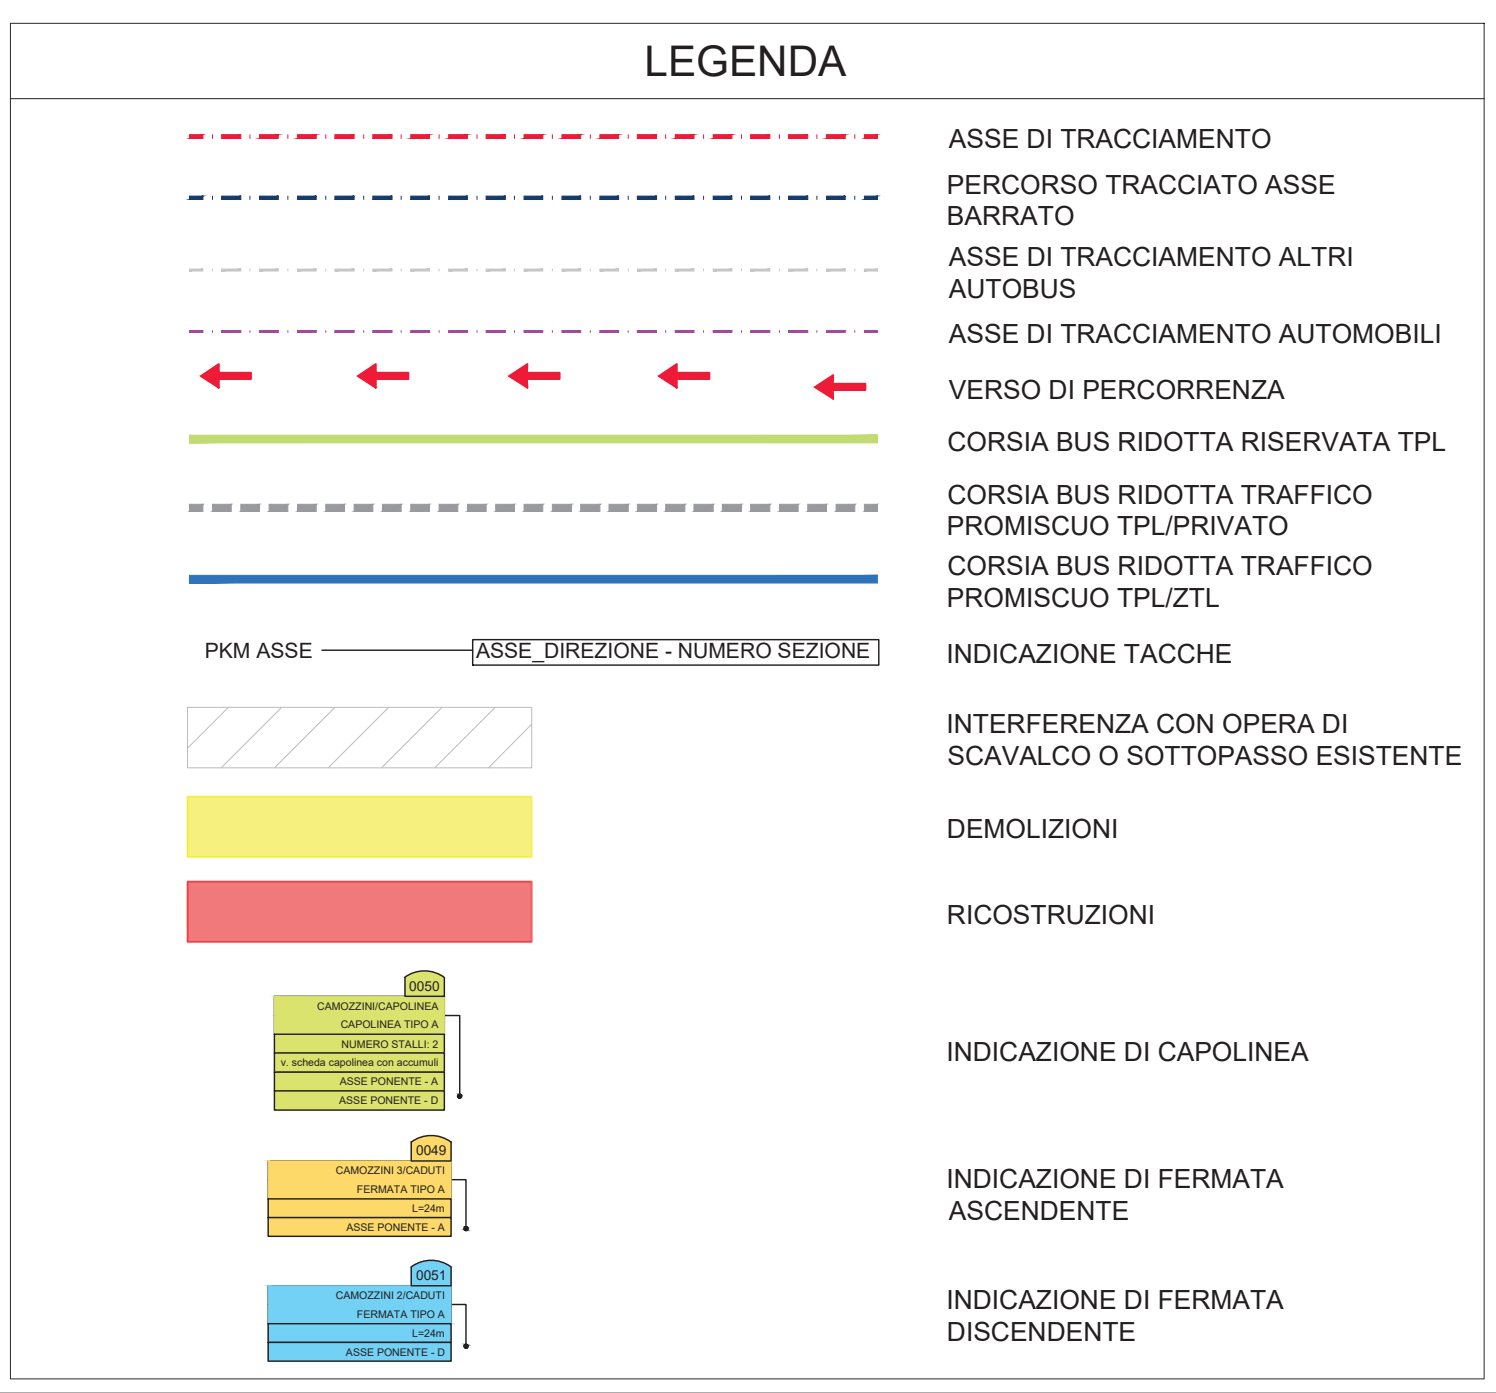 LEGENDA
ASSE DI TRACCIAMENTO
PERCORSO TRACCIATO ASSE
BARRATO
ASSE DI TRACCIAMENTO ALTRI
AUTOBUS
ASSE DI TRACCIAMENTO AUTOMOBILI
VERSO DI PERCORRENZA
CORSIA BUS RIDOTTA RISERVATA TPL
CORSIA BUS RIDOTTA TRAFFICO
PROMISCUO TPL/PRIVATO
CORSIA BUS RIDOTTA TRAFFICO
PROMISCUO TPL/ZTL
PKM ASSE
ASSE_DIREZIONE - NUMERO SEZIONE
INDICAZIONE TACCHE
INTERFERENZA CON OPERA DI
SCAVALCO O SOTTOPASSO ESISTENTE
DEMOLIZIONI
RICOSTRUZIONI
0050
CAMOZZINI/CAPOLINEA
CAPOLINEA TIPO A
NUMERO STALLI: 2
v. scheda capolinea con accumuli
ASSE PONENTE - A
ASSE PONENTE - D
INDICAZIONE DI CAPOLINEA
0049
CAMOZZINI 3/CADUTI
FERMATA TIPO A
L=24m
ASSE PONENTE - A
INDICAZIONE DI FERMATA
ASCENDENTE
0051
CAMOZZINI 2/CADUTI
FERMATA TIPO A
L=24m
ASSE PONENTE - D
INDICAZIONE DI FERMATA
DISCENDENTE